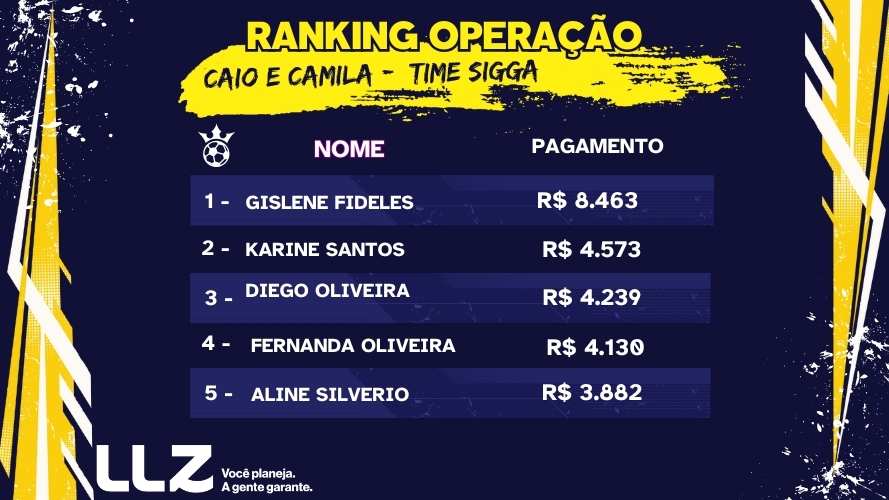 RANKING OPERAÇÃO
CAIO E CAMILA - TIME SIGGA
NOME PAGAMENTO
1 - GISLENE FIDELES R$ 8.463
2 - KARINE SANTOS R$ 4.573
3 - DIEGO OLIVEIRA R$ 4.239
4 - FERNANDA OLIVEIRA R$ 4.130
5 - ALINE SILVERIO R$ 3.882
LLZ Você planeja.
A gente garante.